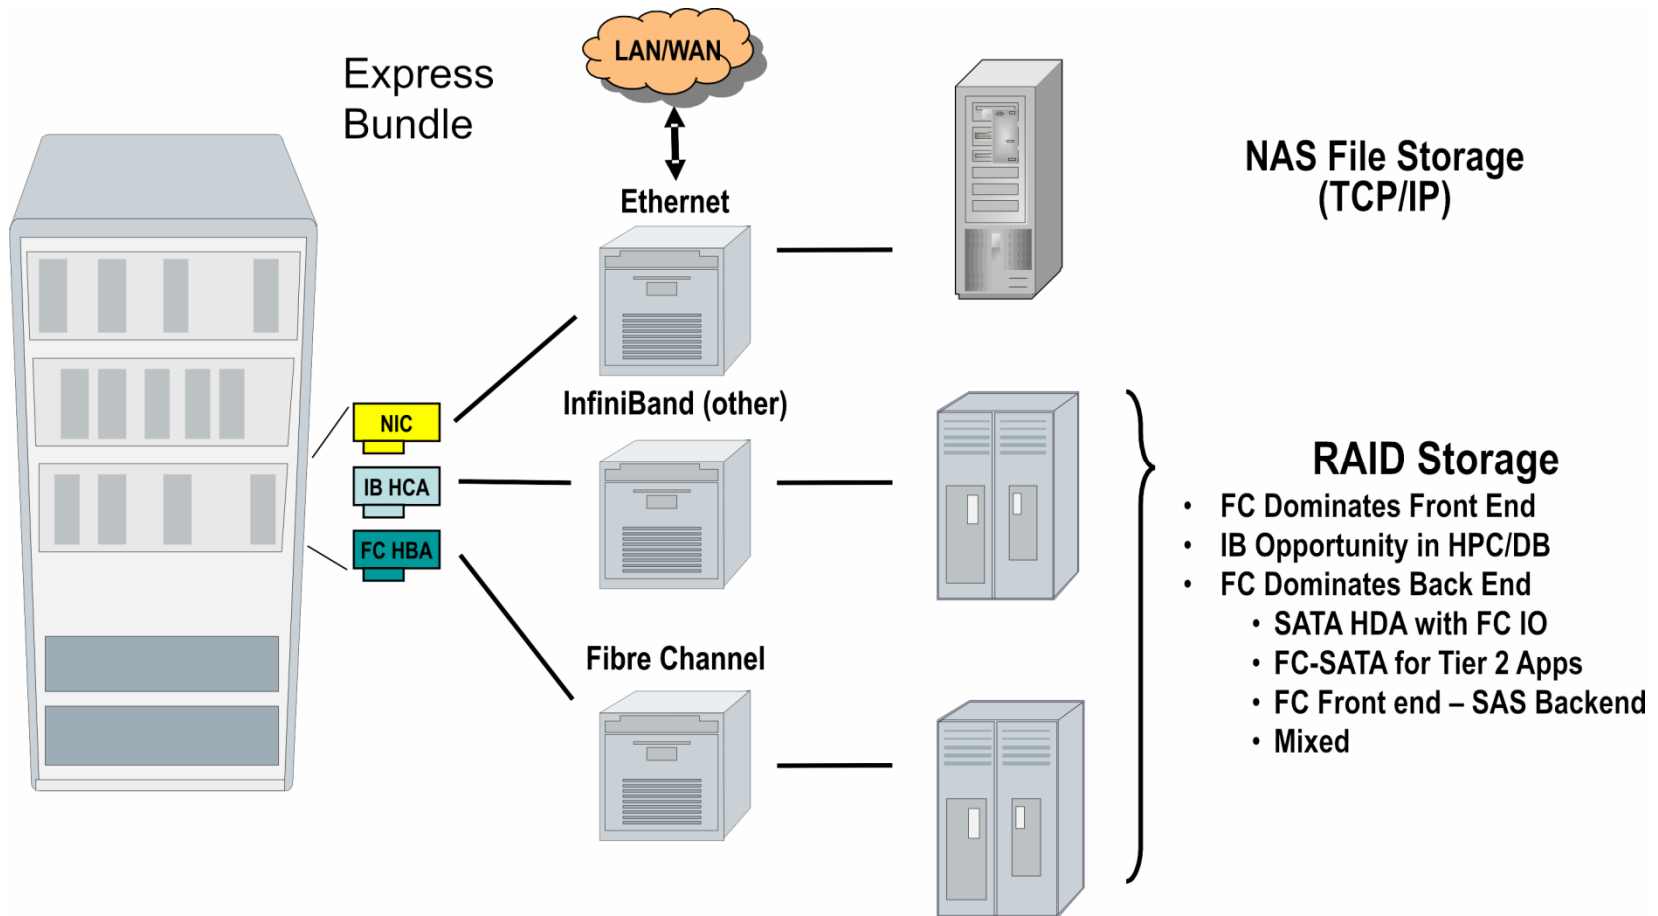 Express
Bundle
LAN/WAN
Ethernet
NAS File Storage
(TCP/IP)
InfiniBand (other)
NIC
IB HCA
FC HBA
Fibre Channel
RAID Storage
• FC Dominates Front End
• IB Opportunity in HPC/DB
• FC Dominates Back End
• SATA HDA with FC IO
• FC-SATA for Tier 2 Apps
• FC Front end – SAS Backend
• Mixed